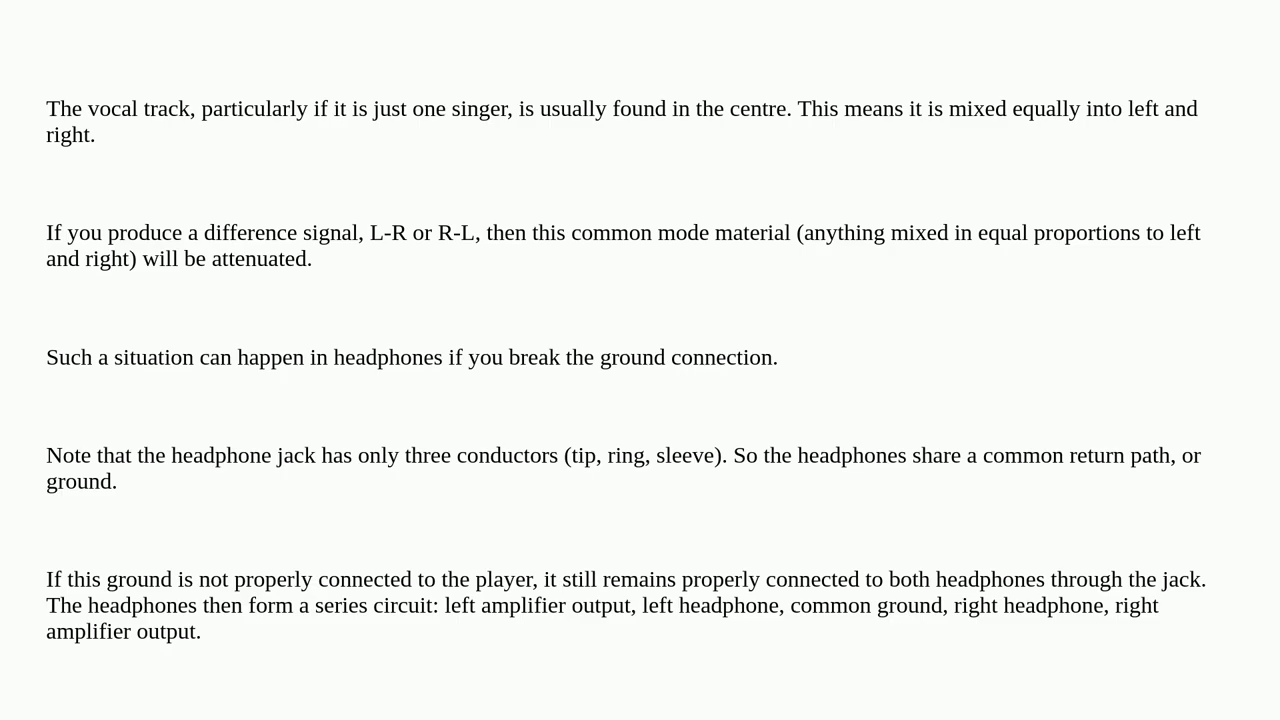 The vocal track, particularly if it is just one singer, is usually found in the centre. This means it is mixed equally into left and
right.
If you produce a difference signal, L-R or R-L, then this common mode material (anything mixed in equal proportions to left
and right) will be attenuated.
Such a situation can happen in headphones if you break the ground connection.
Note that the headphone jack has only three conductors (tip, ring, sleeve). So the headphones share a common return path, or
ground.
If this ground is not properly connected to the player, it still remains properly connected to both headphones through the jack.
The headphones then form a series circuit: left amplifier output, left headphone, common ground, right headphone, right
amplifier output.